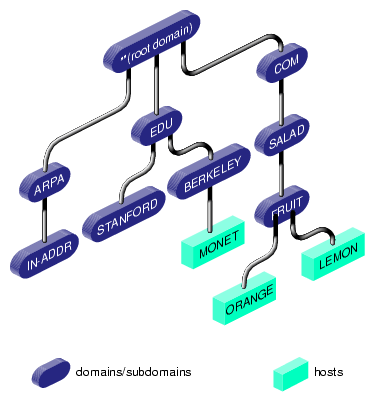 ""(root domain)
COM
EDU
SALAD
ARPA
STANFORD
BERKELEY
FRUIT
IN-ADDR
MONET
ORANGE
LEMON
domains/subdomains
hosts